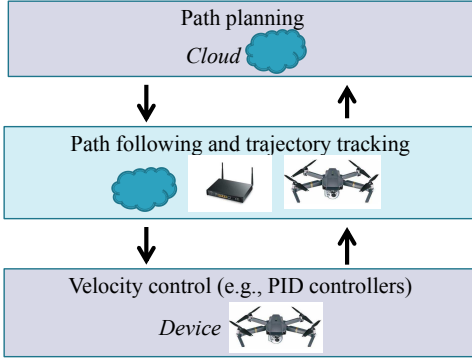 Path planning
Cloud
Path following and trajectory tracking
Velocity control (e.g., PID controllers)
Device